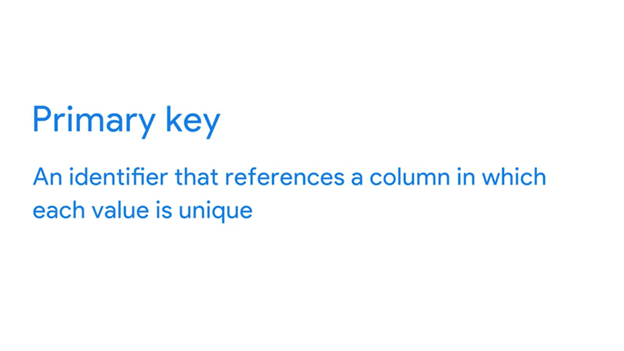 Primary key
An identifier that references a column in which
each value is unique